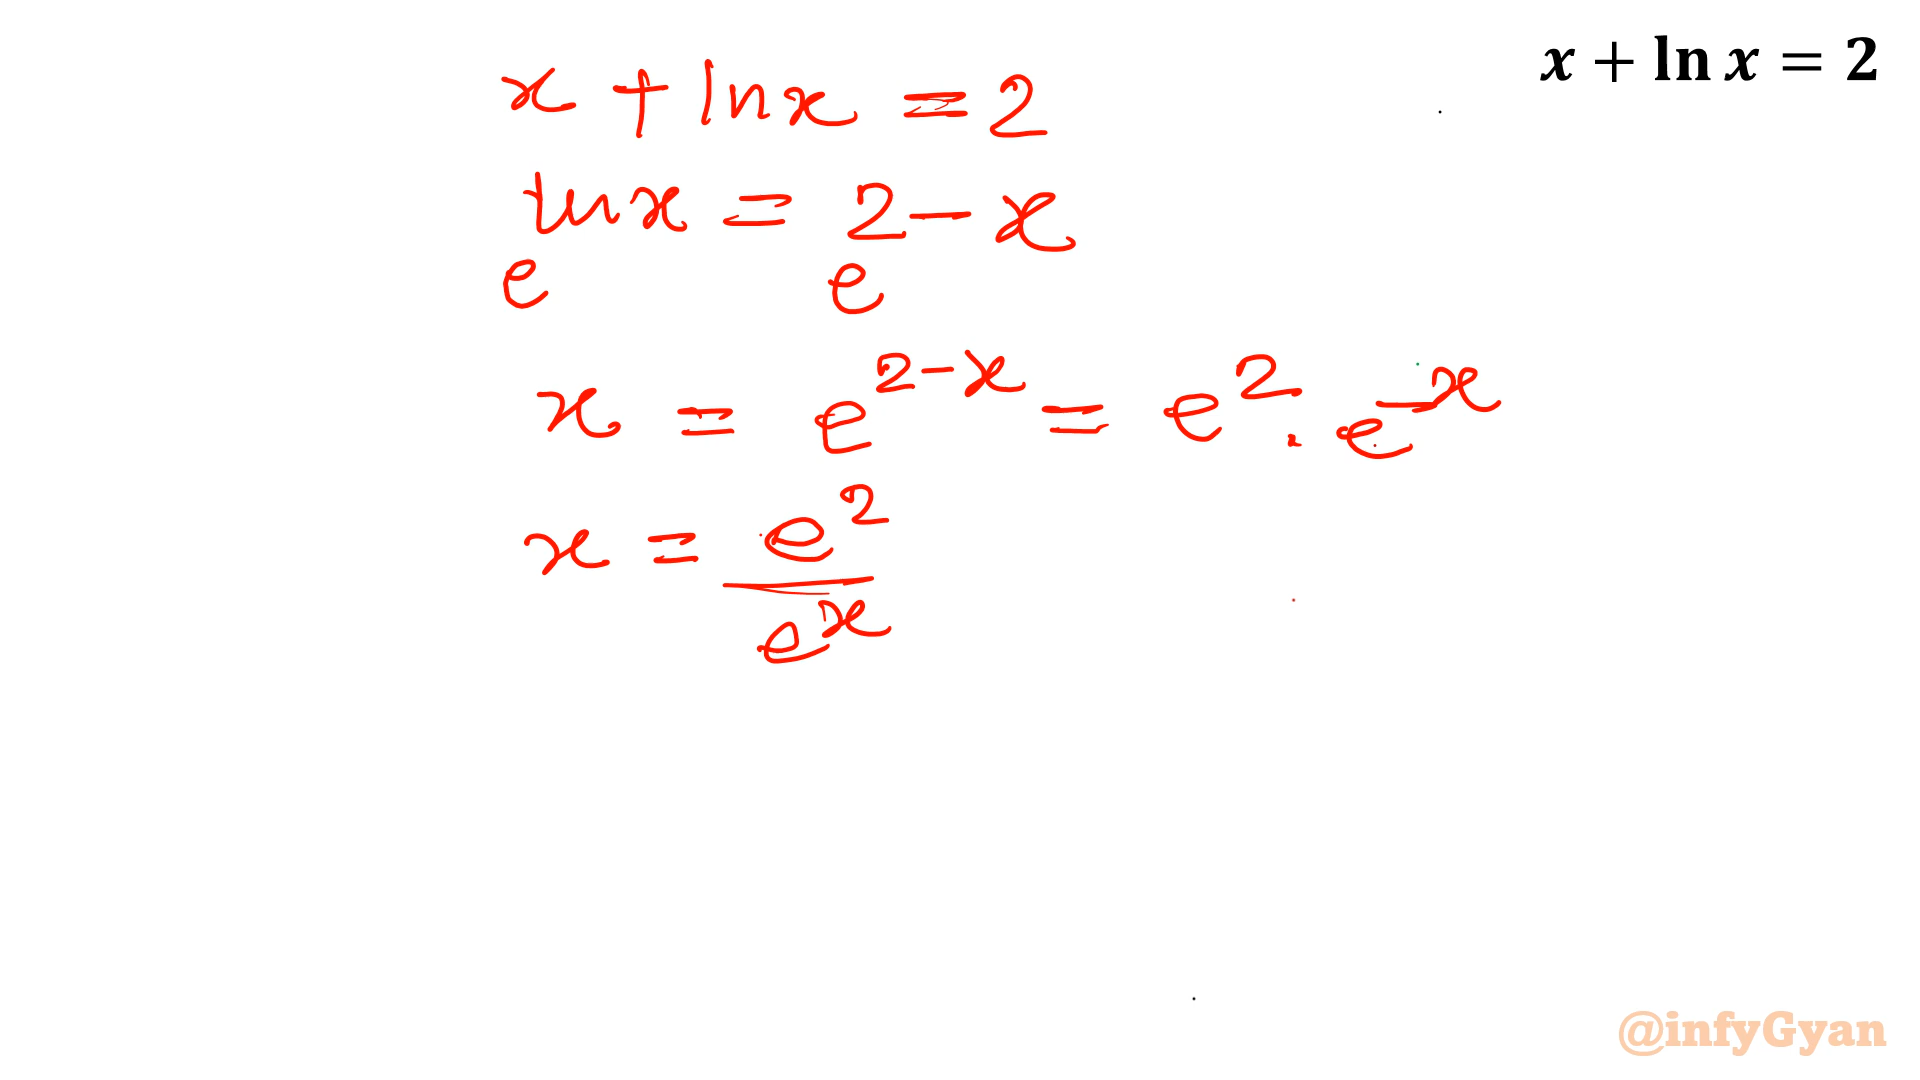 x + ln x = 2
x + ln x = 2
e^{ln x} = e^{2 - x}
x = e^{2-x} = e^2 . e^{-x}
x = e^2 / e^x
@infyGyan